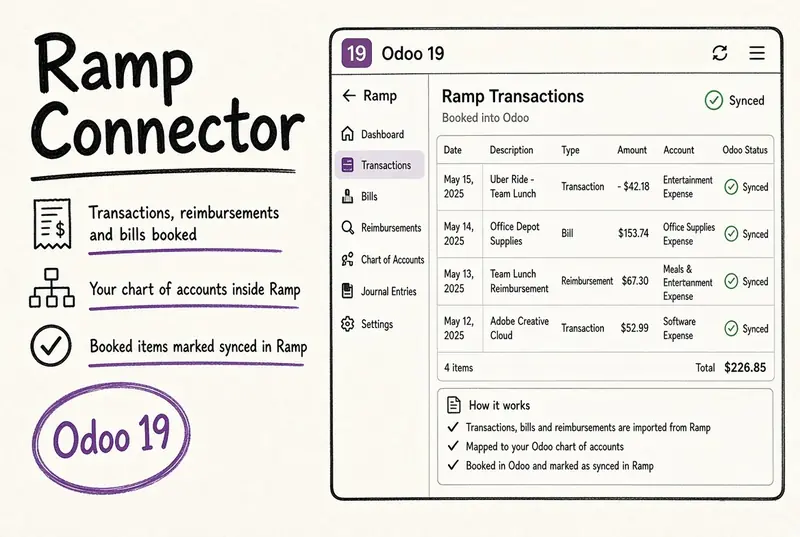 Ramp
Connector
$
Transactions, reimbursements
and bills booked
Your chart of accounts inside Ramp
Booked items marked synced in Ramp
Odoo 19
19 Odoo 19
Ramp
Dashboard
Transactions
Bills
Reimbursements
Chart of Accounts
Journal Entries
Settings
Ramp Transactions
Booked into Odoo
Synced
Date Description Type Amount Account Odoo Status
May 15, 2025 Uber Ride - Team Lunch Transaction - $42.18 Entertainment Expense Synced
May 14, 2025 Office Depot Supplies Bill $153.74 Office Supplies Expense Synced
May 13, 2025 Team Lunch Reimbursement Reimbursement $67.30 Meals & Entertainment Expense Synced
May 12, 2025 Adobe Creative Cloud Transaction $52.99 Software Expense Synced
4 items Total $226.85
How it works
Transactions, bills and reimbursements are imported from Ramp
Mapped to your Odoo chart of accounts
Booked in Odoo and marked as synced in Ramp